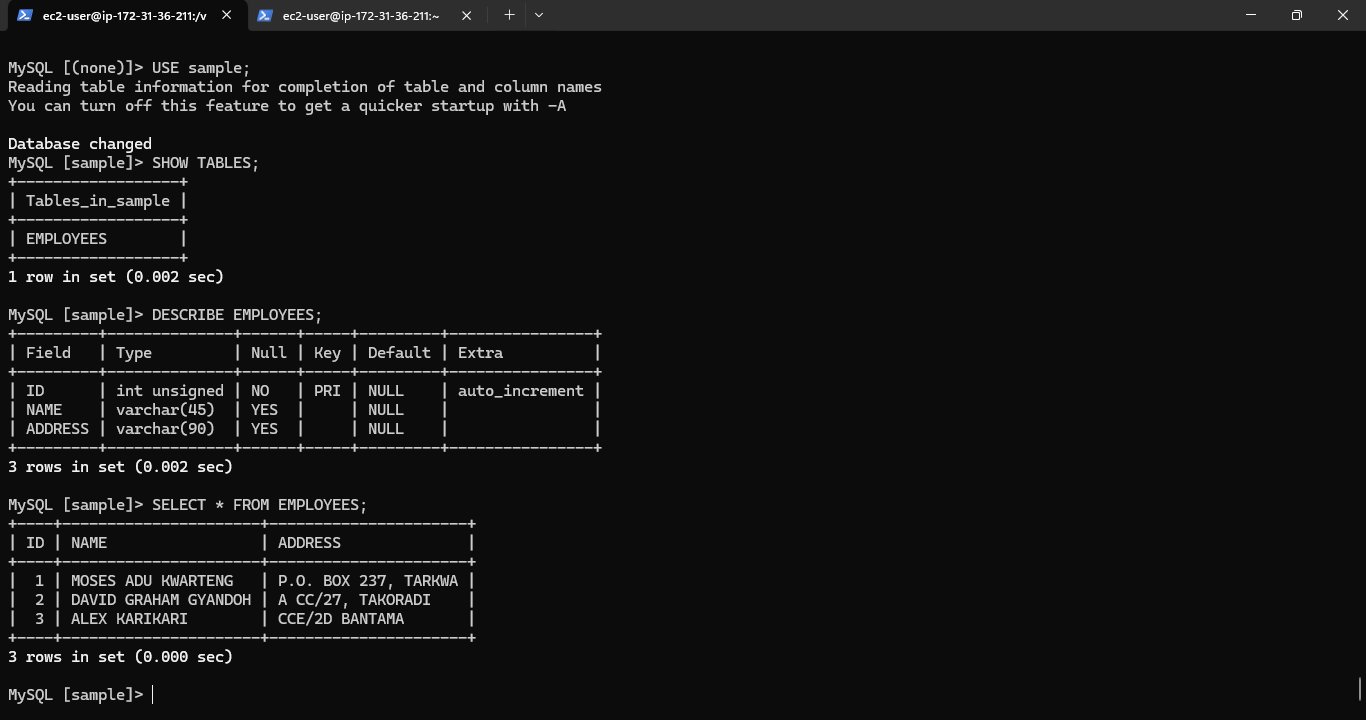 ec2-user@ip-172-31-36-211:/v ec2-user@ip-172-31-36-211:~
MySQL [(none)]> USE sample;
Reading table information for completion of table and column names
You can turn off this feature to get a quicker startup with -A
Database changed
MySQL [sample]> SHOW TABLES;
+------------------+
| Tables_in_sample |
+------------------+
| EMPLOYEES        |
+------------------+
1 row in set (0.002 sec)
MySQL [sample]> DESCRIBE EMPLOYEES;
+---------+--------------+------+-----+---------+----------------+
| Field   | Type         | Null | Key | Default | Extra          |
+---------+--------------+------+-----+---------+----------------+
| ID      | int unsigned | NO   | PRI | NULL    | auto_increment |
| NAME    | varchar(45)  | YES  |     | NULL    |                |
| ADDRESS | varchar(90)  | YES  |     | NULL    |                |
+---------+--------------+------+-----+---------+----------------+
3 rows in set (0.002 sec)
MySQL [sample]> SELECT * FROM EMPLOYEES;
+----+----------------------+----------------------+
| ID | NAME                 | ADDRESS              |
+----+----------------------+----------------------+
|  1 | MOSES ADU KWARTENG   | P.O. BOX 237, TARKWA |
|  2 | DAVID GRAHAM GYANDOH | A CC/27, TAKORADI    |
|  3 | ALEX KARIKARI        | CCE/2D BANTAMA       |
+----+----------------------+----------------------+
3 rows in set (0.000 sec)
MySQL [sample]>